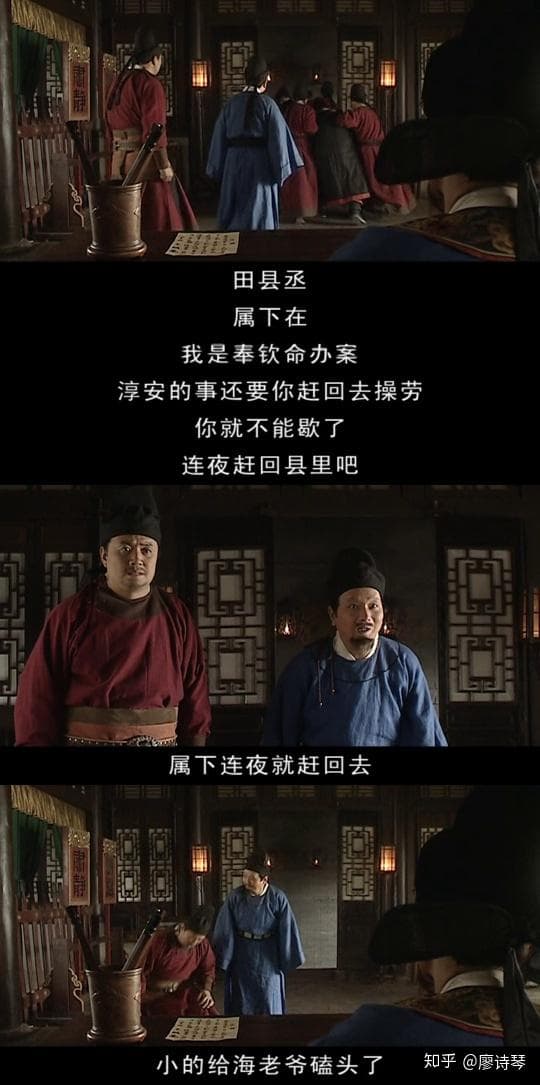 肃静
田县丞
属下在
我是奉钦命办案
淳安的事还要你赶回去操劳
你就不能歇了
连夜赶回县里吧
属下连夜就赶回去
小的给海老爷磕头了
知乎 @廖诗琴